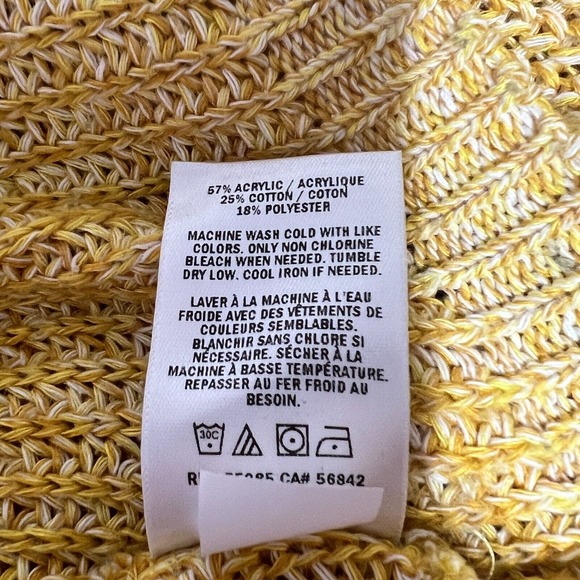 57% ACRYLIC / ACRYLIQUE
25% COTTON / COTON
18% POLYESTER
MACHINE WASH COLD WITH LIKE
COLORS. ONLY NON CHLORINE
BLEACH WHEN NEEDED. TUMBLE
DRY LOW. COOL IRON IF NEEDED.
LAVER À LA MACHINE À L'EAU
FROIDE AVEC DES VÊTEMENTS DE
COULEURS SEMBLABLES.
BLANCHIR SANS CHLORE SI
NÉCESSAIRE. SÉCHER À LA
MACHINE À BASSE TEMPÉRATURE.
REPASSER AU FER FROID AU
BESOIN.
30C
CA# 56842